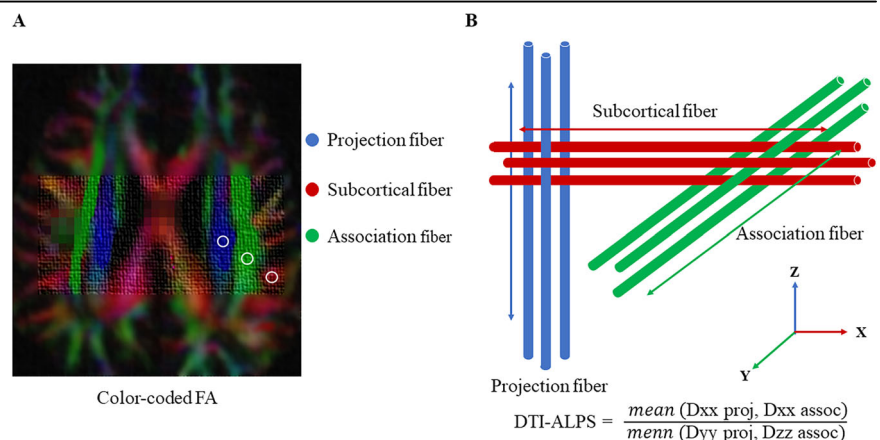 A
B
Projection fiber
Subcortical fiber
Association fiber
Color-coded FA
Subcortical fiber
Association fiber
Projection fiber
Z
X
Y
DTI-ALPS = mean (Dxx proj, Dxx assoc)
menn (Dyy proj, Dzz assoc)